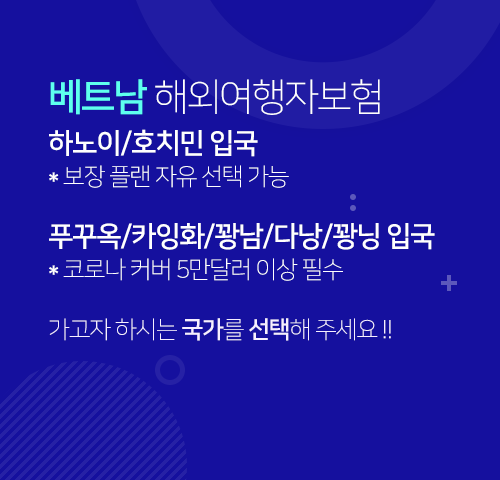 베트남 해외여행자보험
하노이/호치민 입국
* 보장 플랜 자유 선택 가능
푸꾸옥/카잉화/꽝남/다낭/꽝닝 입국
* 코로나 커버 5만달러 이상 필수
가고자 하시는 국가를 선택해 주세요 !!